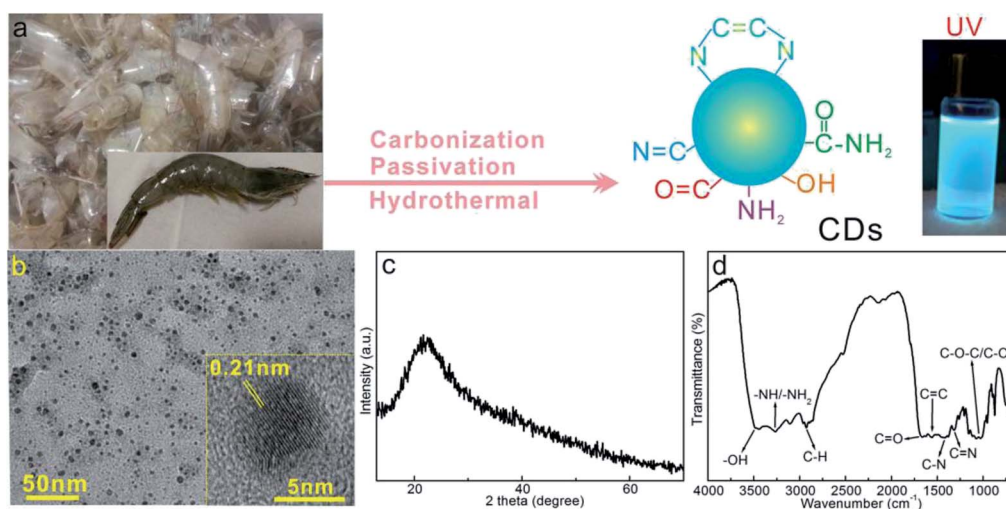 a
Carbonization
Passivation
Hydrothermal
N C=C N
N=C
O=C
NH₂
OH
O
C-NH₂
CDs
UV
b
0.21nm
50nm
5nm
c
Intensity (a.u.)
20 40 60
2 theta (degree)
d
Transmittance (%)
-OH
-NH/-NH₂
C-H
C=O
C=C
C-N
C=N
C-O-C/C-O
4000 3500 3000 2500 2000 1500 1000
Wavenumber (cm⁻¹)